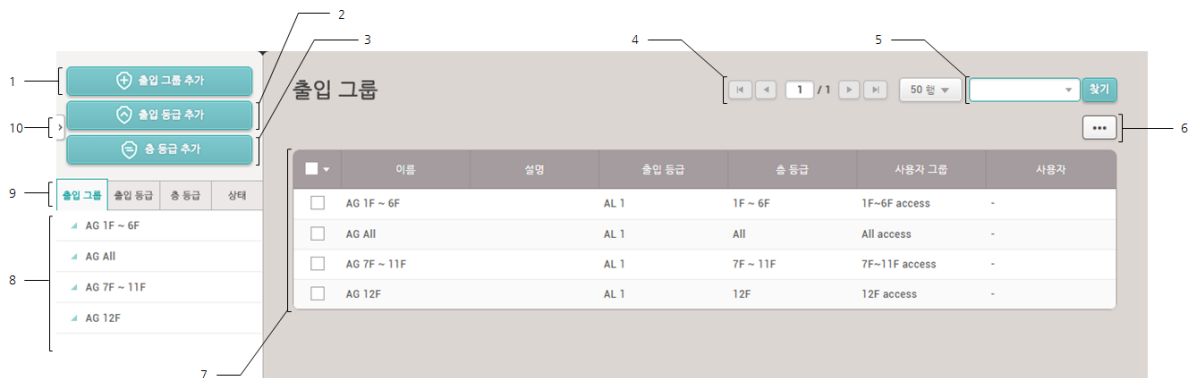 2
3
4
5
1
출입 그룹 추가
출입 그룹
1 / 1
50 행
찾기
출입 등급 추가
10
6
층 등급 추가
이름 설명 출입 등급 층 등급 사용자 그룹 사용자
9
출입 그룹 출입 등급 층 등급 상태
AG 1F ~ 6F AL 1 1F ~ 6F 1F~6F access -
AG All AL 1 All All access -
AG 7F ~ 11F AL 1 7F ~ 11F 7F~11F access -
AG 12F AL 1 12F 12F access -
8
AG 1F ~ 6F
AG All
AG 7F ~ 11F
AG 12F
7